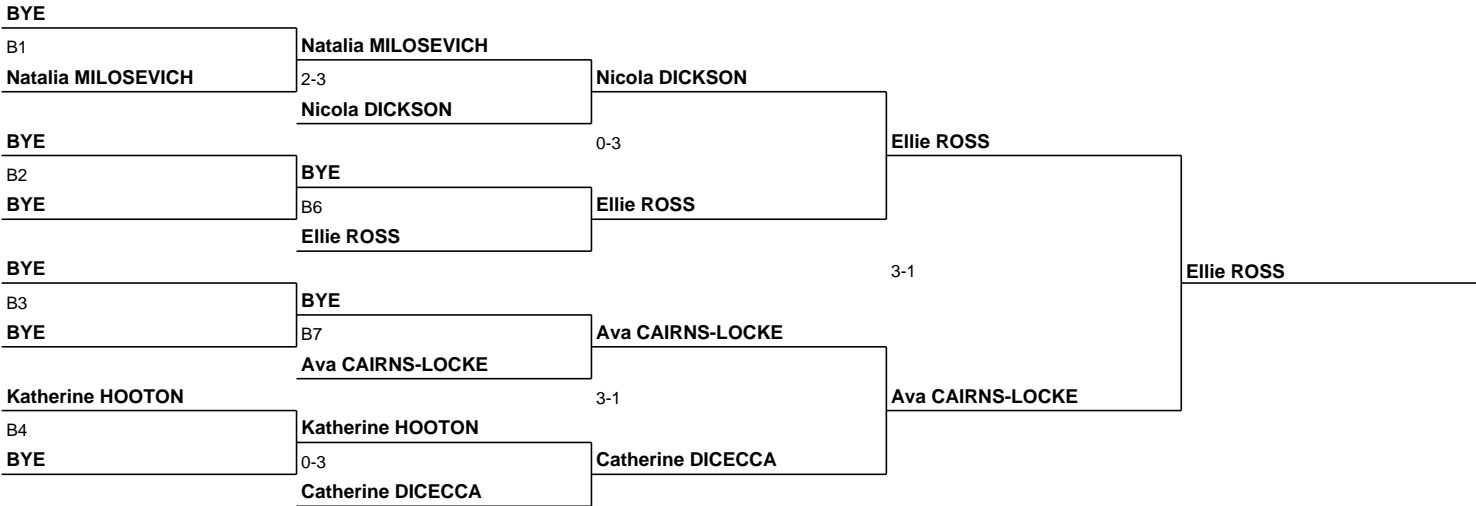 BYE
B1
Natalia MILOSEVICH
Natalia MILOSEVICH
2-3
Nicola DICKSON
Nicola DICKSON
BYE
B2
BYE
BYE
B6
Ellie ROSS
0-3
Ellie ROSS
Ellie ROSS
BYE
B3
BYE
BYE
B7
Ava CAIRNS-LOCKE
3-1
Ellie ROSS
Ava CAIRNS-LOCKE
Katherine HOOTON
B4
BYE
Katherine HOOTON
0-3
Catherine DICECCA
3-1
Ava CAIRNS-LOCKE
Catherine DICECCA